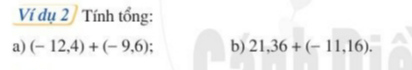 Ví dụ 2 Tính tổng:
a) (− 12,4) + (− 9,6); b) 21,36 + (− 11,16).